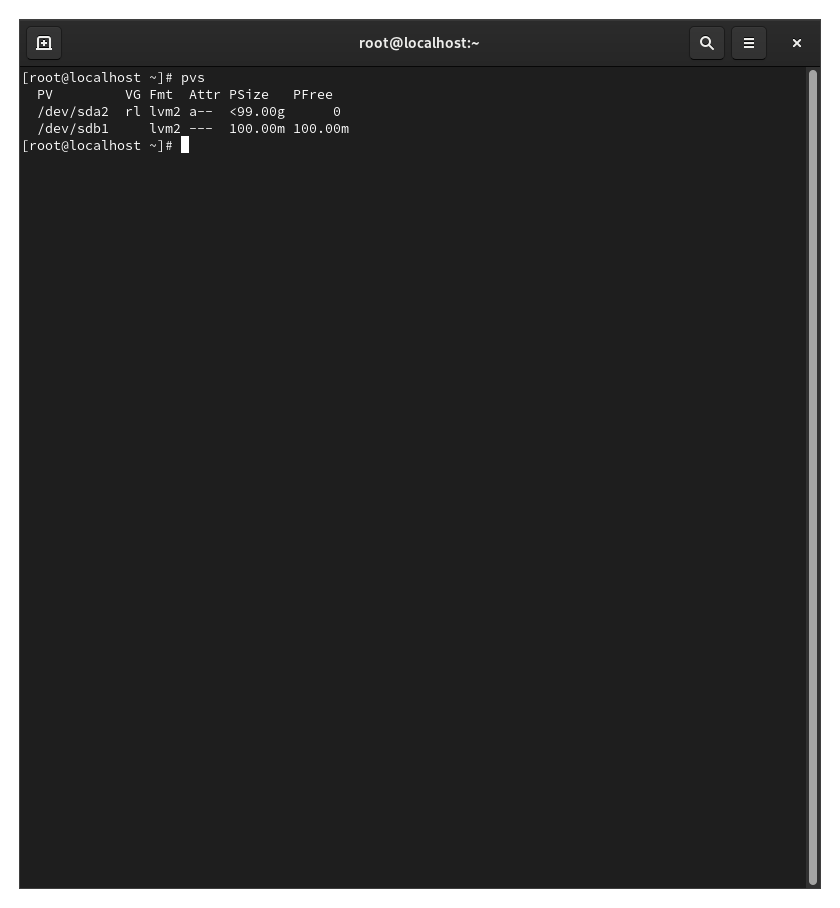 root@localhost:~
[root@localhost ~]# pvs
  PV         VG Fmt  Attr PSize   PFree
  /dev/sda2  rl lvm2 a--  <99.00g      0
  /dev/sdb1     lvm2 ---  100.00m 100.00m
[root@localhost ~]#